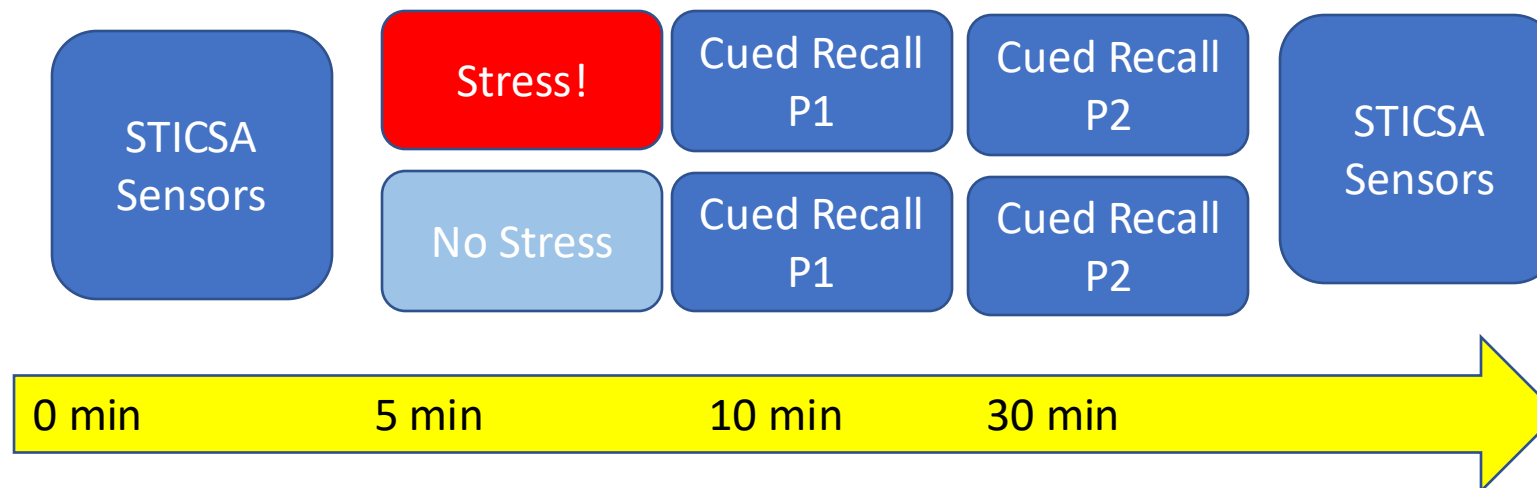 STICSA
Sensors
Stress!
No Stress
Cued Recall
P1
Cued Recall
P1
Cued Recall
P2
Cued Recall
P2
STICSA
Sensors
0 min
5 min
10 min
30 min